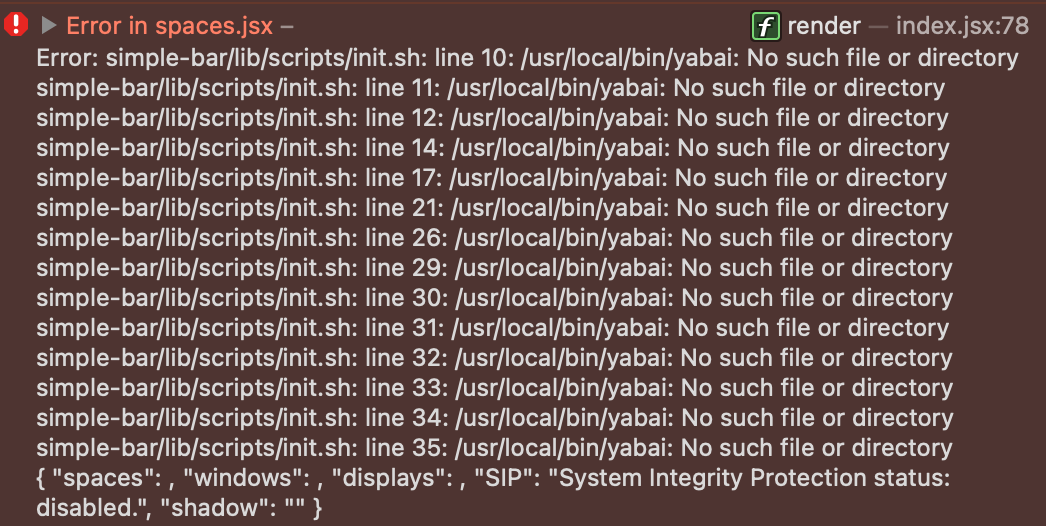 Error in spaces.jsx – f render — index.jsx:78
Error: simple-bar/lib/scripts/init.sh: line 10: /usr/local/bin/yabai: No such file or directory
simple-bar/lib/scripts/init.sh: line 11: /usr/local/bin/yabai: No such file or directory
simple-bar/lib/scripts/init.sh: line 12: /usr/local/bin/yabai: No such file or directory
simple-bar/lib/scripts/init.sh: line 14: /usr/local/bin/yabai: No such file or directory
simple-bar/lib/scripts/init.sh: line 17: /usr/local/bin/yabai: No such file or directory
simple-bar/lib/scripts/init.sh: line 21: /usr/local/bin/yabai: No such file or directory
simple-bar/lib/scripts/init.sh: line 26: /usr/local/bin/yabai: No such file or directory
simple-bar/lib/scripts/init.sh: line 29: /usr/local/bin/yabai: No such file or directory
simple-bar/lib/scripts/init.sh: line 30: /usr/local/bin/yabai: No such file or directory
simple-bar/lib/scripts/init.sh: line 31: /usr/local/bin/yabai: No such file or directory
simple-bar/lib/scripts/init.sh: line 32: /usr/local/bin/yabai: No such file or directory
simple-bar/lib/scripts/init.sh: line 33: /usr/local/bin/yabai: No such file or directory
simple-bar/lib/scripts/init.sh: line 34: /usr/local/bin/yabai: No such file or directory
simple-bar/lib/scripts/init.sh: line 35: /usr/local/bin/yabai: No such file or directory
{ "spaces": , "windows": , "displays": , "SIP": "System Integrity Protection status:
disabled.", "shadow": "" }